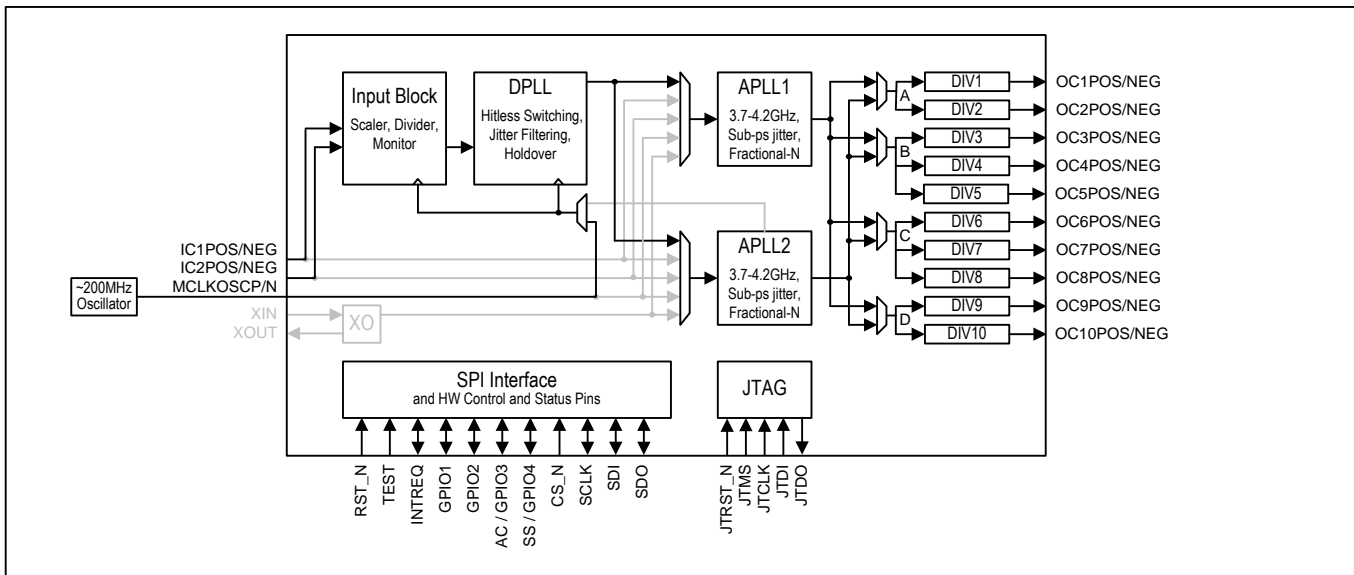 Input Block
Scaler, Divider,
Monitor
DPLL
Hitless Switching,
Jitter Filtering,
Holdover
APLL1
3.7-4.2GHz,
Sub-ps jitter,
Fractional-N
APLL2
3.7-4.2GHz,
Sub-ps jitter,
Fractional-N
A
B
C
D
DIV1
DIV2
DIV3
DIV4
DIV5
DIV6
DIV7
DIV8
DIV9
DIV10
OC1POS/NEG
OC2POS/NEG
OC3POS/NEG
OC4POS/NEG
OC5POS/NEG
OC6POS/NEG
OC7POS/NEG
OC8POS/NEG
OC9POS/NEG
OC10POS/NEG
IC1POS/NEG
IC2POS/NEG
MCLKOSCP/N
~200MHz
Oscillator
XIN
XOUT
XO
SPI Interface
and HW Control and Status Pins
JTAG
RST_N
TEST
INTREQ
GPIO1
GPIO2
AC / GPIO3
SS / GPIO4
CS_N
SCLK
SDI
SDO
JTRST_N
JTMS
JTCLK
JTDI
JTDO